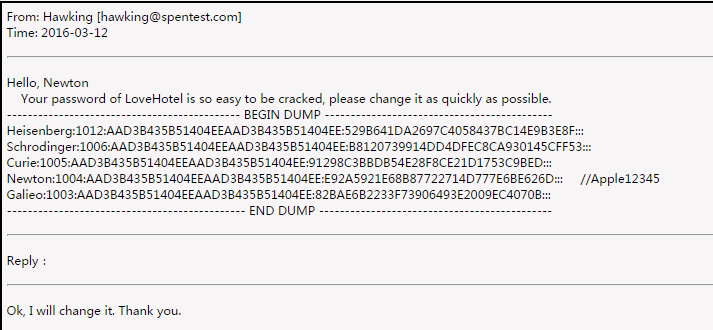 From: Hawking [hawking@spentest.com]
Time: 2016-03-12
Hello, Newton
Your password of LoveHotel is so easy to be cracked, please change it as quickly as possible.
--------------------------------------------- BEGIN DUMP --------------------------------------------
Heisenberg:1012:AAD3B435B51404EEAAD3B435B51404EE:529B641DA2697C4058437BC14E9B3E8F:::
Schrodinger:1006:AAD3B435B51404EEAAD3B435B51404EE:B8120739914DD4DFEC8CA930145CFF53:::
Curie:1005:AAD3B435B51404EEAAD3B435B51404EE:91298C3BBDB54E28F8CE21D1753C9BED:::
Newton:1004:AAD3B435B51404EEAAD3B435B51404EE:E92A5921E68B87722714D777E6BE626D:::     //Apple12345
Galieo:1003:AAD3B435B51404EEAAD3B435B51404EE:82BAE6B2233F73906493E2009EC4070B:::
---------------------------------------------- END DUMP ---------------------------------------------
Reply：
Ok, I will change it. Thank you.